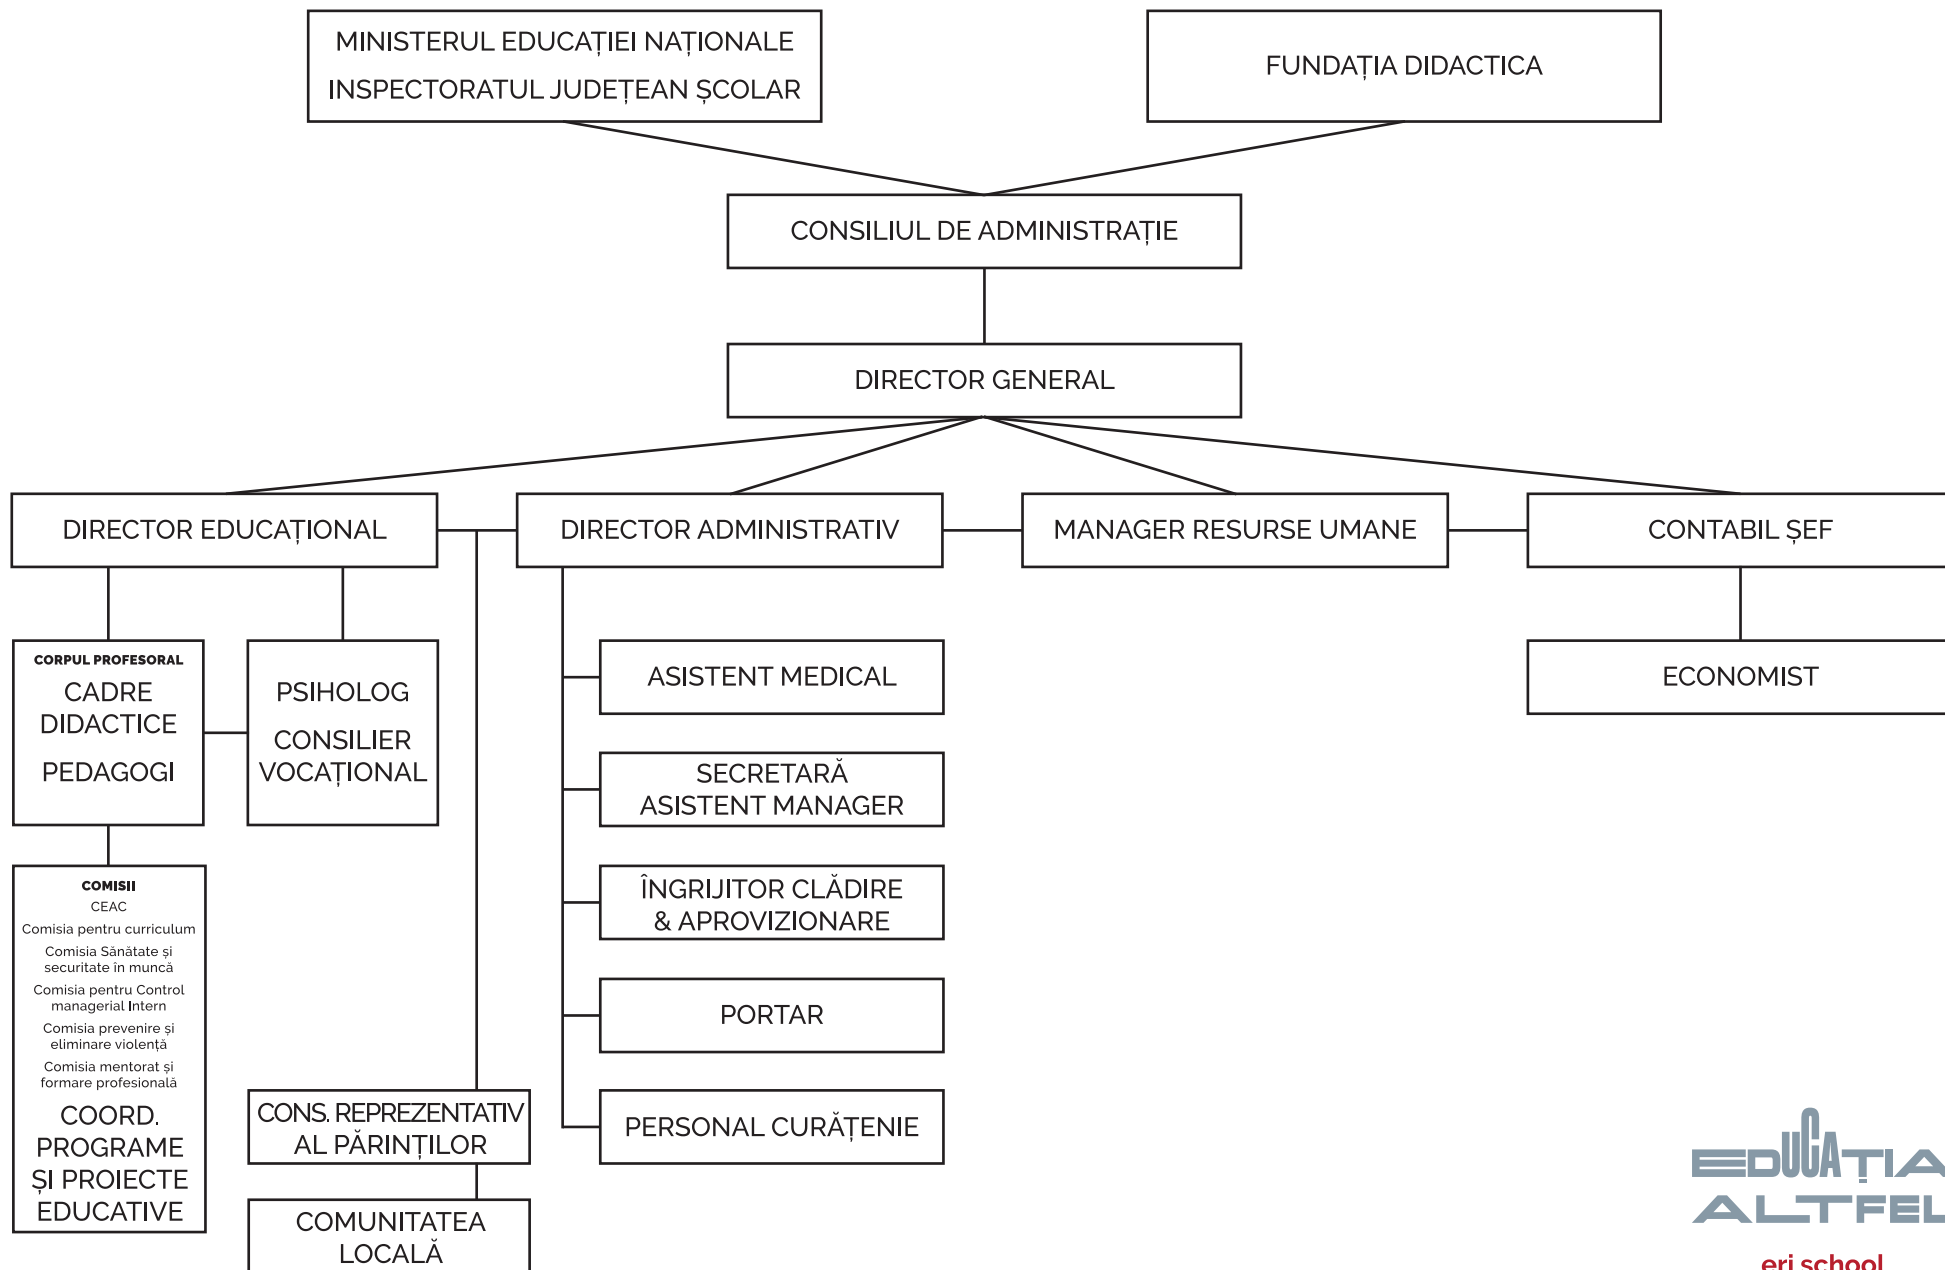 MINISTERUL EDUCAȚIEI NAȚIONALE
INSPECTORATUL JUDEȚEAN ȘCOLAR
FUNDAȚIA DIDACTICA
CONSILIUL DE ADMINISTRAȚIE
DIRECTOR GENERAL
DIRECTOR EDUCAȚIONAL
DIRECTOR ADMINISTRATIV
MANAGER RESURSE UMANE
CONTABIL ȘEF
CORPUL PROFESORAL
CADRE
DIDACTICE
PEDAGOGI
PSIHOLOG
CONSILIER
VOCAȚIONAL
ASISTENT MEDICAL
ECONOMIST
SECRETARĂ
ASISTENT MANAGER
ÎNGRIJITOR CLĂDIRE
& APROVIZIONARE
PORTAR
PERSONAL CURĂȚENIE
COMISII
CEAC
Comisia pentru curriculum
Comisia Sănătate și
securitate în muncă
Comisia pentru Control
managerial Intern
Comisia prevenire și
eliminare violență
Comisia mentorat și
formare profesională
COORD.
PROGRAME
ȘI PROIECTE
EDUCATIVE
CONS. REPREZENTATIV
AL PĂRINȚILOR
COMUNITATEA
LOCALĂ
EDUCAȚIA
ALTFEL
eri school